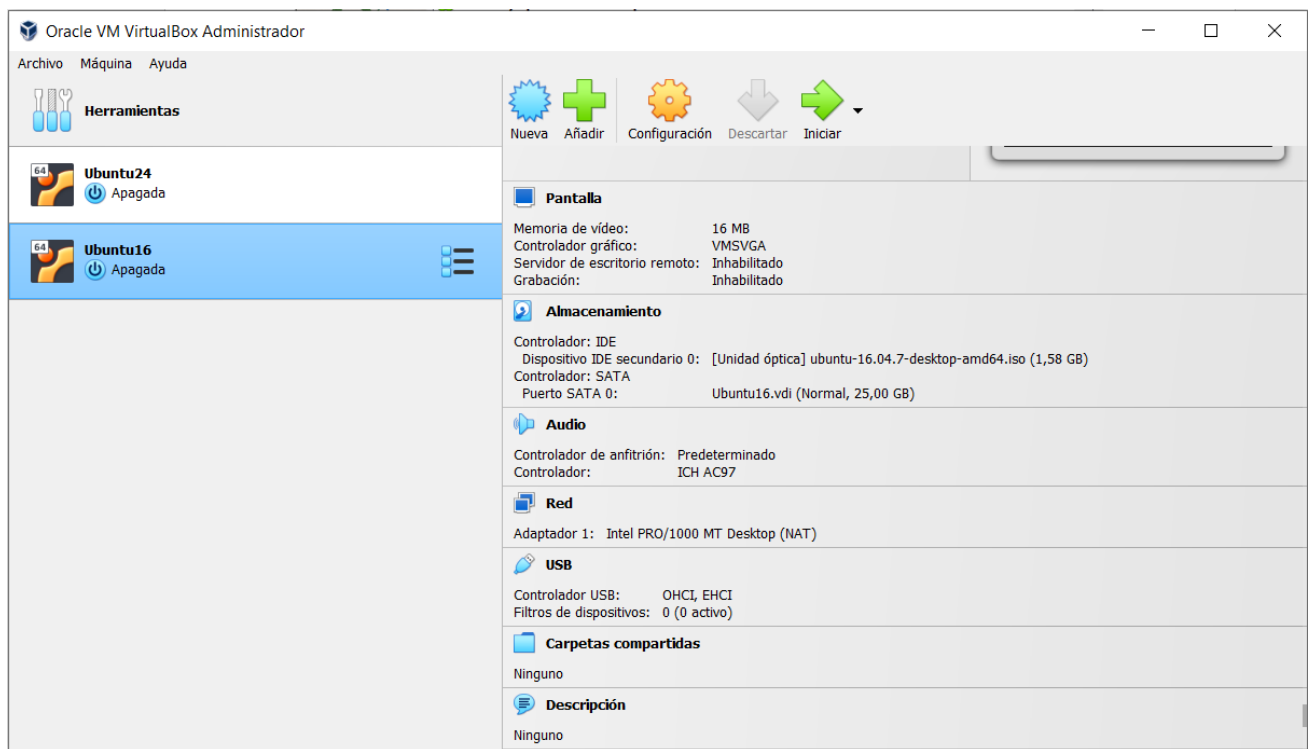 Oracle VM VirtualBox Administrador
Archivo Máquina Ayuda
Herramientas
Nueva Añadir Configuración Descartar Iniciar
64
Ubuntu24
Apagada
64
Ubuntu16
Apagada
Pantalla
Memoria de vídeo: 16 MB
Controlador gráfico: VMSVGA
Servidor de escritorio remoto: Inhabilitado
Grabación: Inhabilitado
Almacenamiento
Controlador: IDE
Dispositivo IDE secundario 0: [Unidad óptica] ubuntu-16.04.7-desktop-amd64.iso (1,58 GB)
Controlador: SATA
Puerto SATA 0: Ubuntu16.vdi (Normal, 25,00 GB)
Audio
Controlador de anfitrión: Predeterminado
Controlador: ICH AC97
Red
Adaptador 1: Intel PRO/1000 MT Desktop (NAT)
USB
Controlador USB: OHCI, EHCI
Filtros de dispositivos: 0 (0 activo)
Carpetas compartidas
Ninguno
Descripción
Ninguno